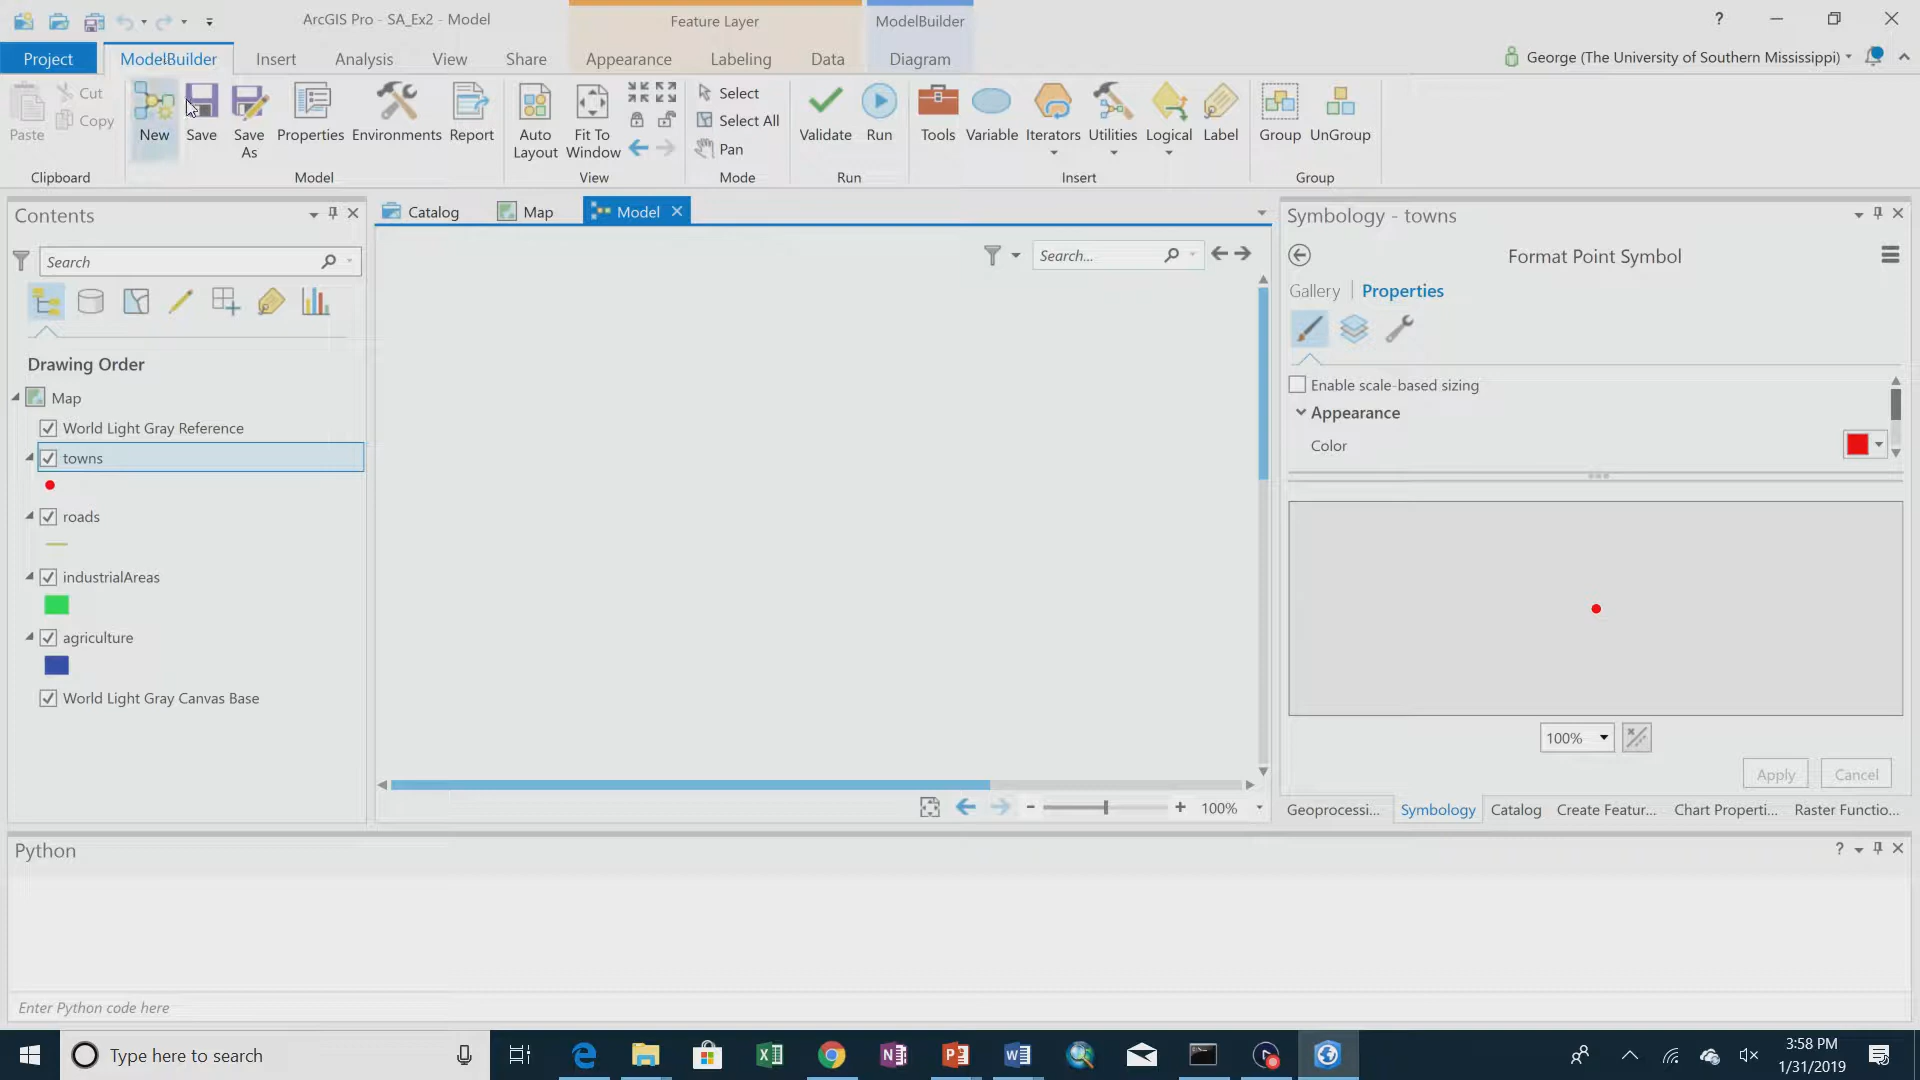 ArcGIS Pro - SA_Ex2 - Model
Feature Layer
ModelBuilder
?
Project
ModelBuilder
Insert
Analysis
View
Share
Appearance
Labeling
Data
Diagram
George (The University of Southern Mississippi)
Paste
Cut
Copy
Clipboard
New
Save
Save As
Properties
Environments
Report
Model
Auto Layout
Fit To Window
View
Select
Select All
Pan
Mode
Validate
Run
Run
Tools
Variable
Iterators
Utilities
Logical
Label
Insert
Group
UnGroup
Group
Contents
Search
Drawing Order
Map
World Light Gray Reference
towns
roads
industrialAreas
agriculture
World Light Gray Canvas Base
Catalog
Map
Model
Search...
100%
Symbology - towns
Format Point Symbol
Gallery
Properties
Enable scale-based sizing
Appearance
Color
100%
Apply
Cancel
Geoprocessi...
Symbology
Catalog
Create Featur...
Chart Properti...
Raster Functio...
Python
?
Enter Python code here
Type here to search
3:58 PM
1/31/2019